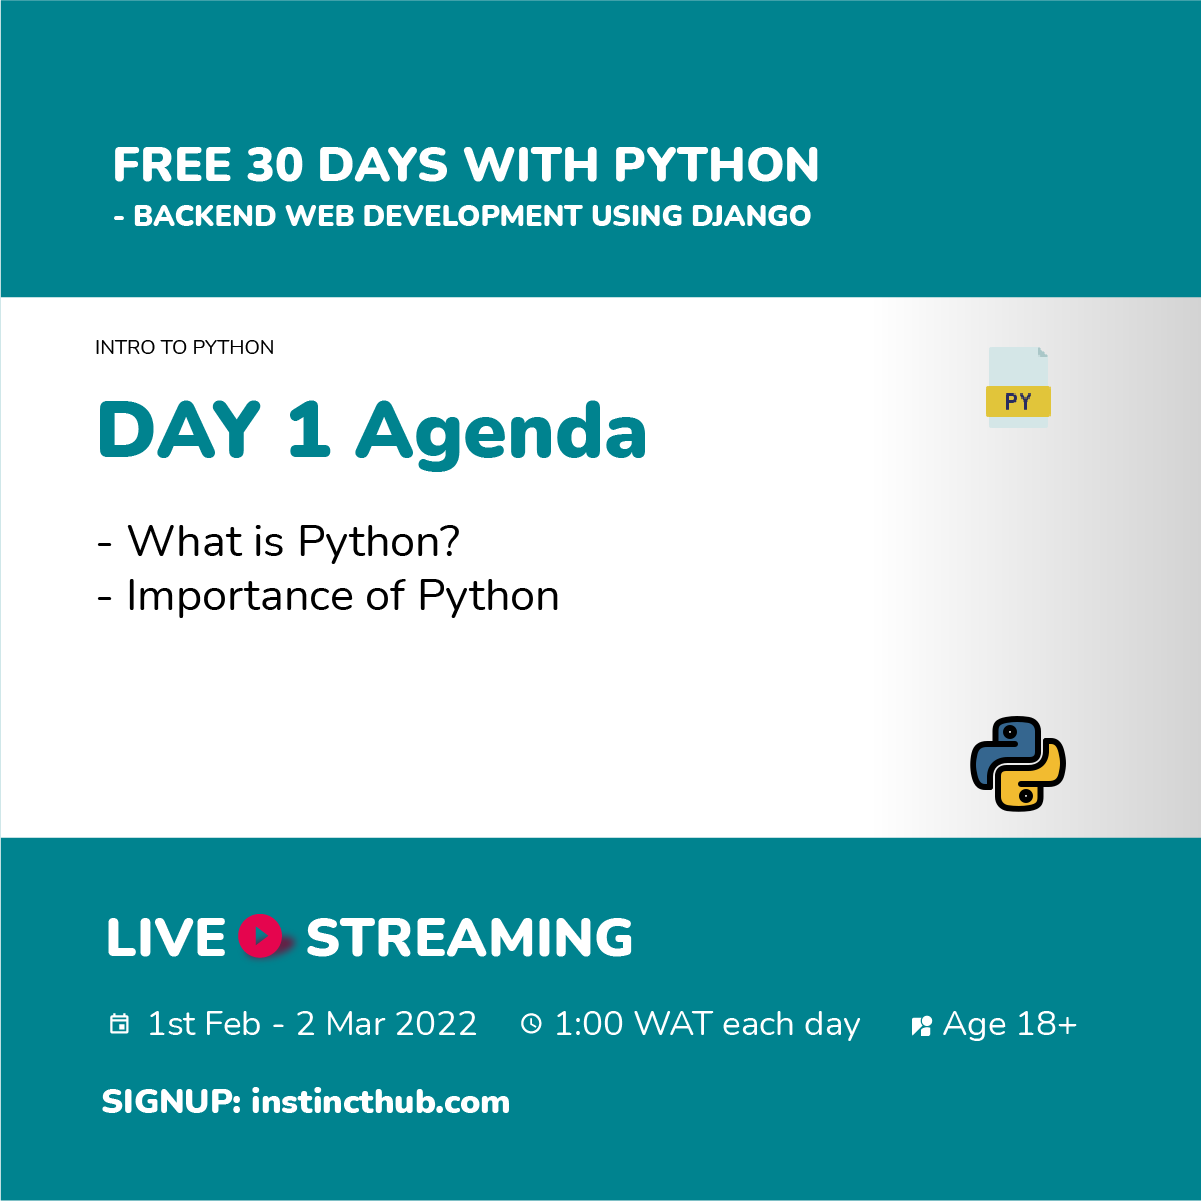 FREE 30 DAYS WITH PYTHON
- BACKEND WEB DEVELOPMENT USING DJANGO
INTRO TO PYTHON
PY
DAY 1 Agenda
- What is Python?
- Importance of Python
LIVE STREAMING
1st Feb - 2 Mar 2022 1:00 WAT each day Age 18+
SIGNUP: instincthub.com